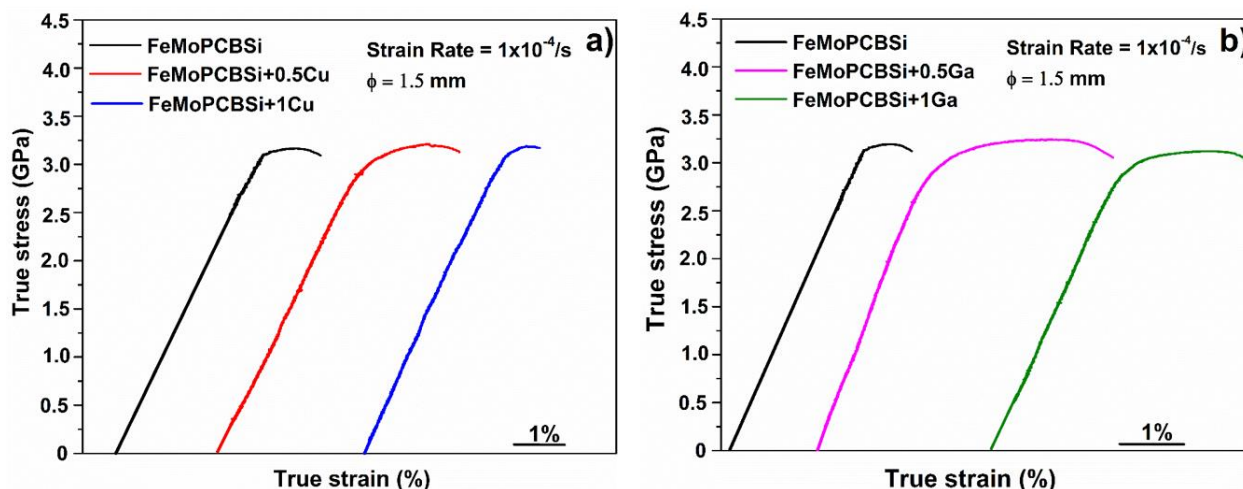 4.5
4.0
3.5
3.0
2.5
2.0
1.5
1.0
0.5
0
True stress (GPa)
True strain (%)
FeMoPCBSi
FeMoPCBSi+0.5Cu
FeMoPCBSi+1Cu
Strain Rate = 1x10⁻⁴/s
ϕ = 1.5 mm
a)
1%
4.5
4.0
3.5
3.0
2.5
2.0
1.5
1.0
0.5
0
True stress (GPa)
True strain (%)
FeMoPCBSi
FeMoPCBSi+0.5Ga
FeMoPCBSi+1Ga
Strain Rate = 1x10⁻⁴/s
ϕ = 1.5 mm
b)
1%